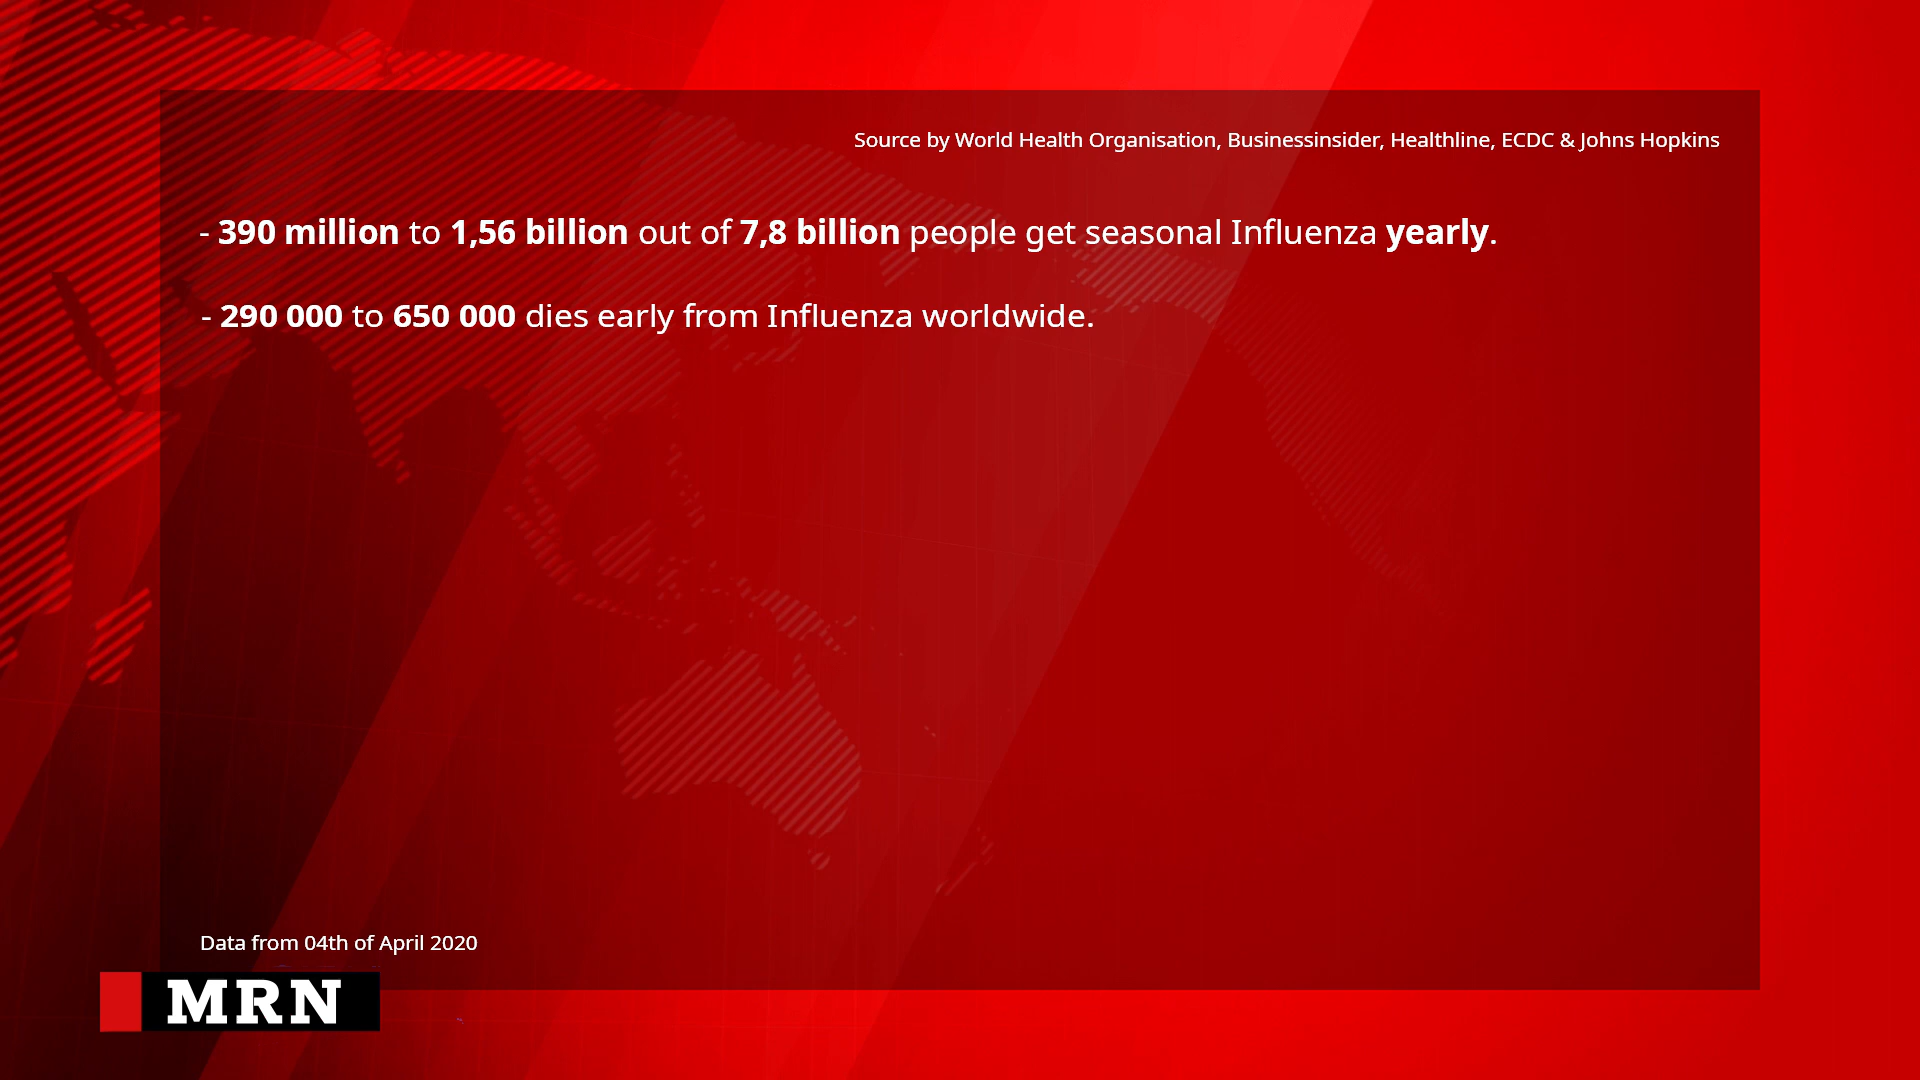 Source by World Health Organisation, Businessinsider, Healthline, ECDC & Johns Hopkins
- 390 million to 1,56 billion out of 7,8 billion people get seasonal Influenza yearly.
- 290 000 to 650 000 dies early from Influenza worldwide.
Data from 04th of April 2020
MRN